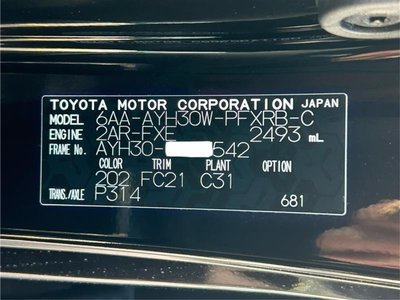 TOYOTA MOTOR CORPORATION JAPAN
MODEL 6AA-AYH30W-PFXRB-C
ENGINE 2AR-FXE 2493 mL
FRAME No. AYH30- 542
COLOR TRIM PLANT OPTION
202 FC21 C31
TRANS./AXLE P314
681